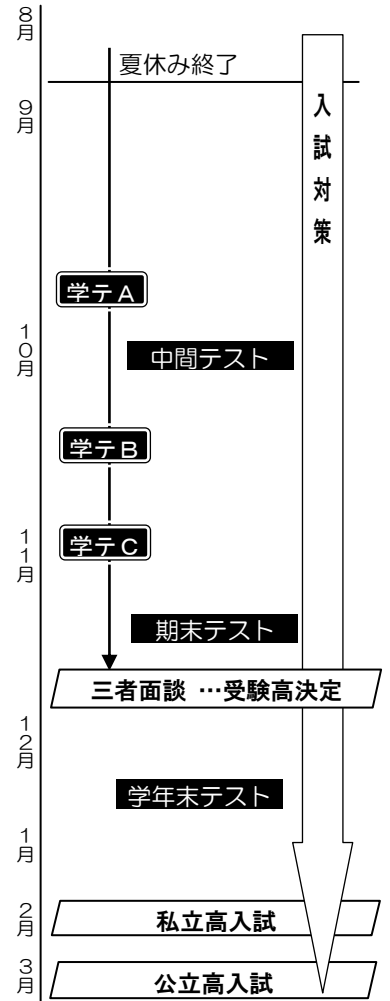 8月
夏休み終了
9月
入試対策
学テA
10月
中間テスト
学テB
学テC
11月
期末テスト
三者面談 …受験高決定
12月
学年末テスト
1月
2月
私立高入試
3月
公立高入試